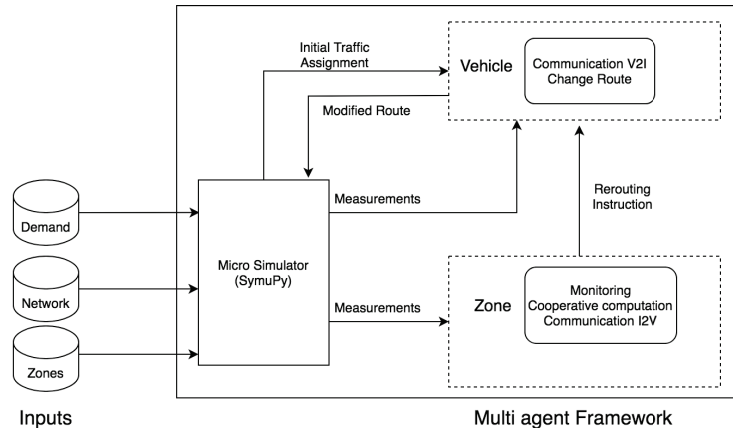 Initial Traffic
Assignment
Vehicle
Communication V2I
Change Route
Modified Route
Demand
Measurements
Rerouting
Instruction
Micro Simulator
(SymuPy)
Network
Measurements
Zone
Monitoring
Cooperative computation
Communication I2V
Zones
Inputs
Multi agent Framework